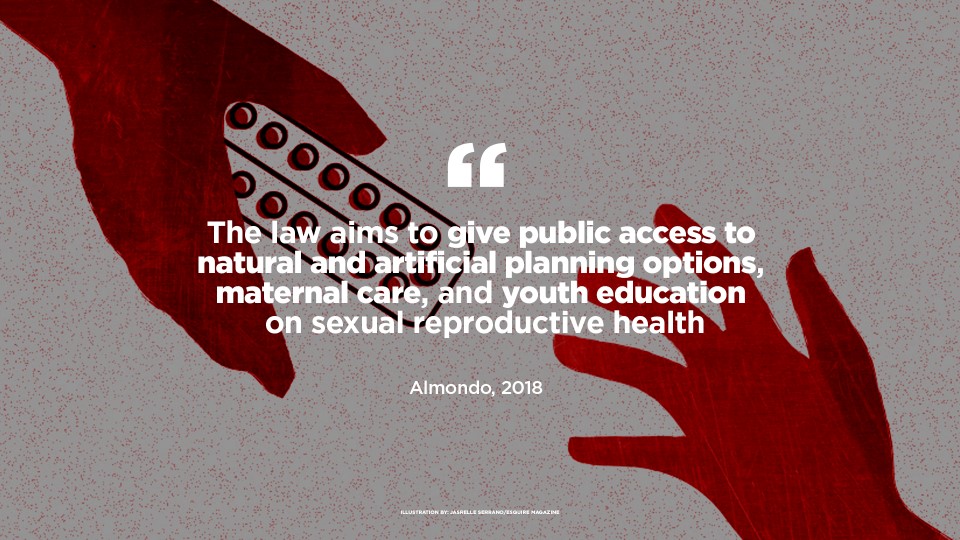 “
The law aims to give public access to
natural and artificial planning options,
maternal care, and youth education
on sexual reproductive health
Almondo, 2018
ILLUSTRATION BY: JASRELLE SERRANO/ESQUIRE MAGAZINE